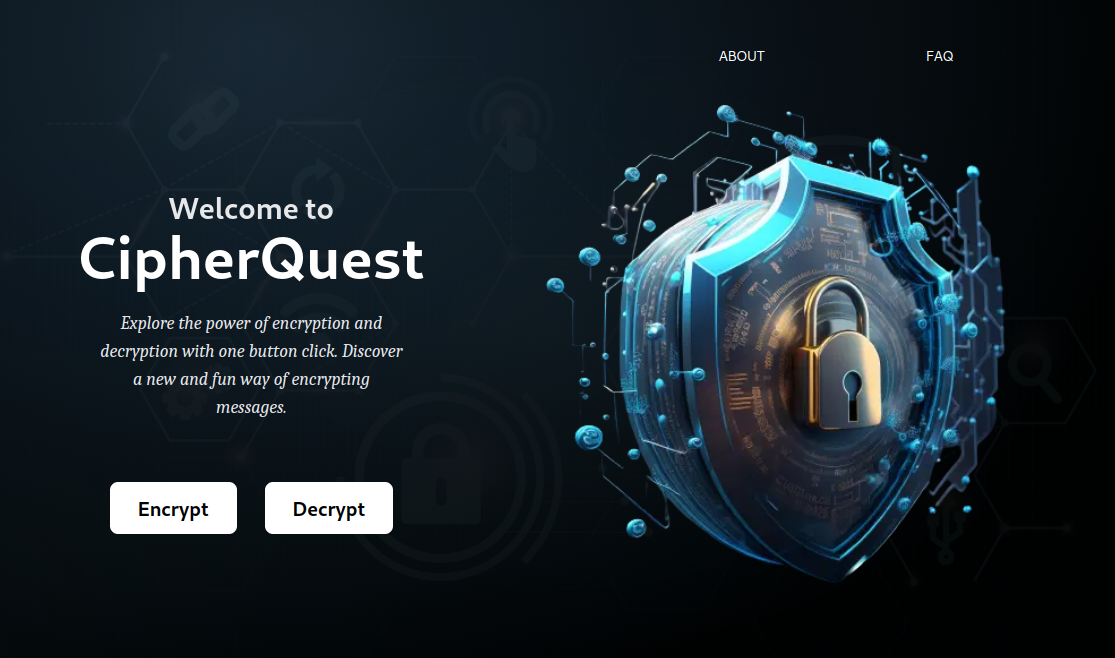 ABOUT
FAQ
Welcome to
CipherQuest
Explore the power of encryption and
decryption with one button click. Discover
a new and fun way of encrypting
messages.
Encrypt
Decrypt